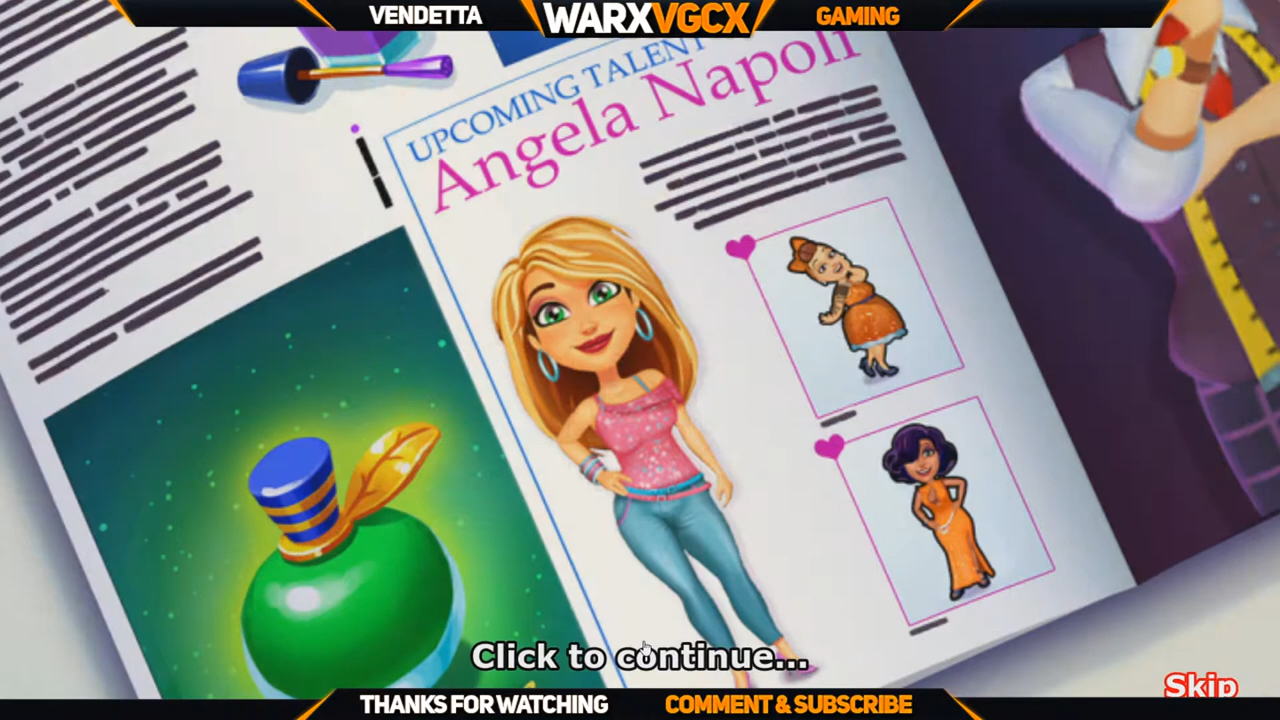 VENDETTA
WARXVGCX
GAMING
UPCOMING TALENT
Angela Napoli
Click to continue...
Skip
THANKS FOR WATCHING
COMMENT & SUBSCRIBE